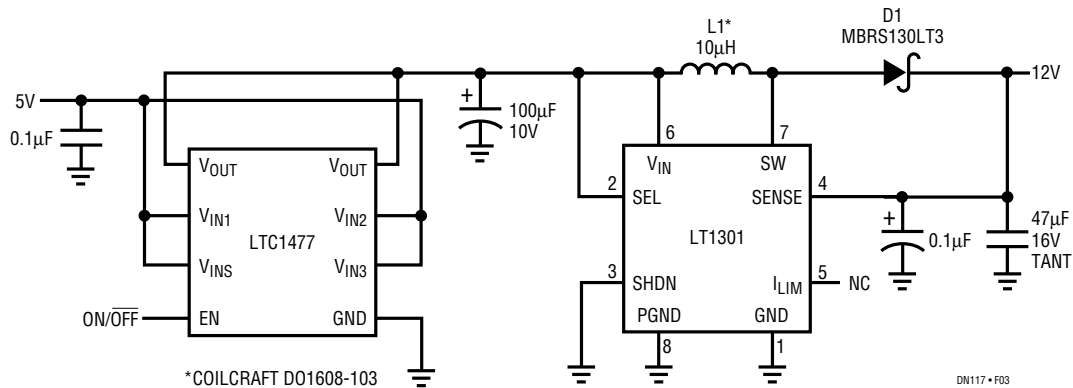 D1
MBRS130LT3
L1*
10µH
12V
5V
0.1µF
+
100µF
10V
6
7
VOUT
VOUT
VIN
SW
2
SEL
SENSE
4
VIN1
VIN2
LTC1477
LT1301
+
0.1µF
47µF
16V
TANT
VINS
VIN3
3
SHDN
ILIM
5
NC
ON/OFF
EN
GND
PGND
GND
8
1
*COILCRAFT DO1608-103
DN117 • F03